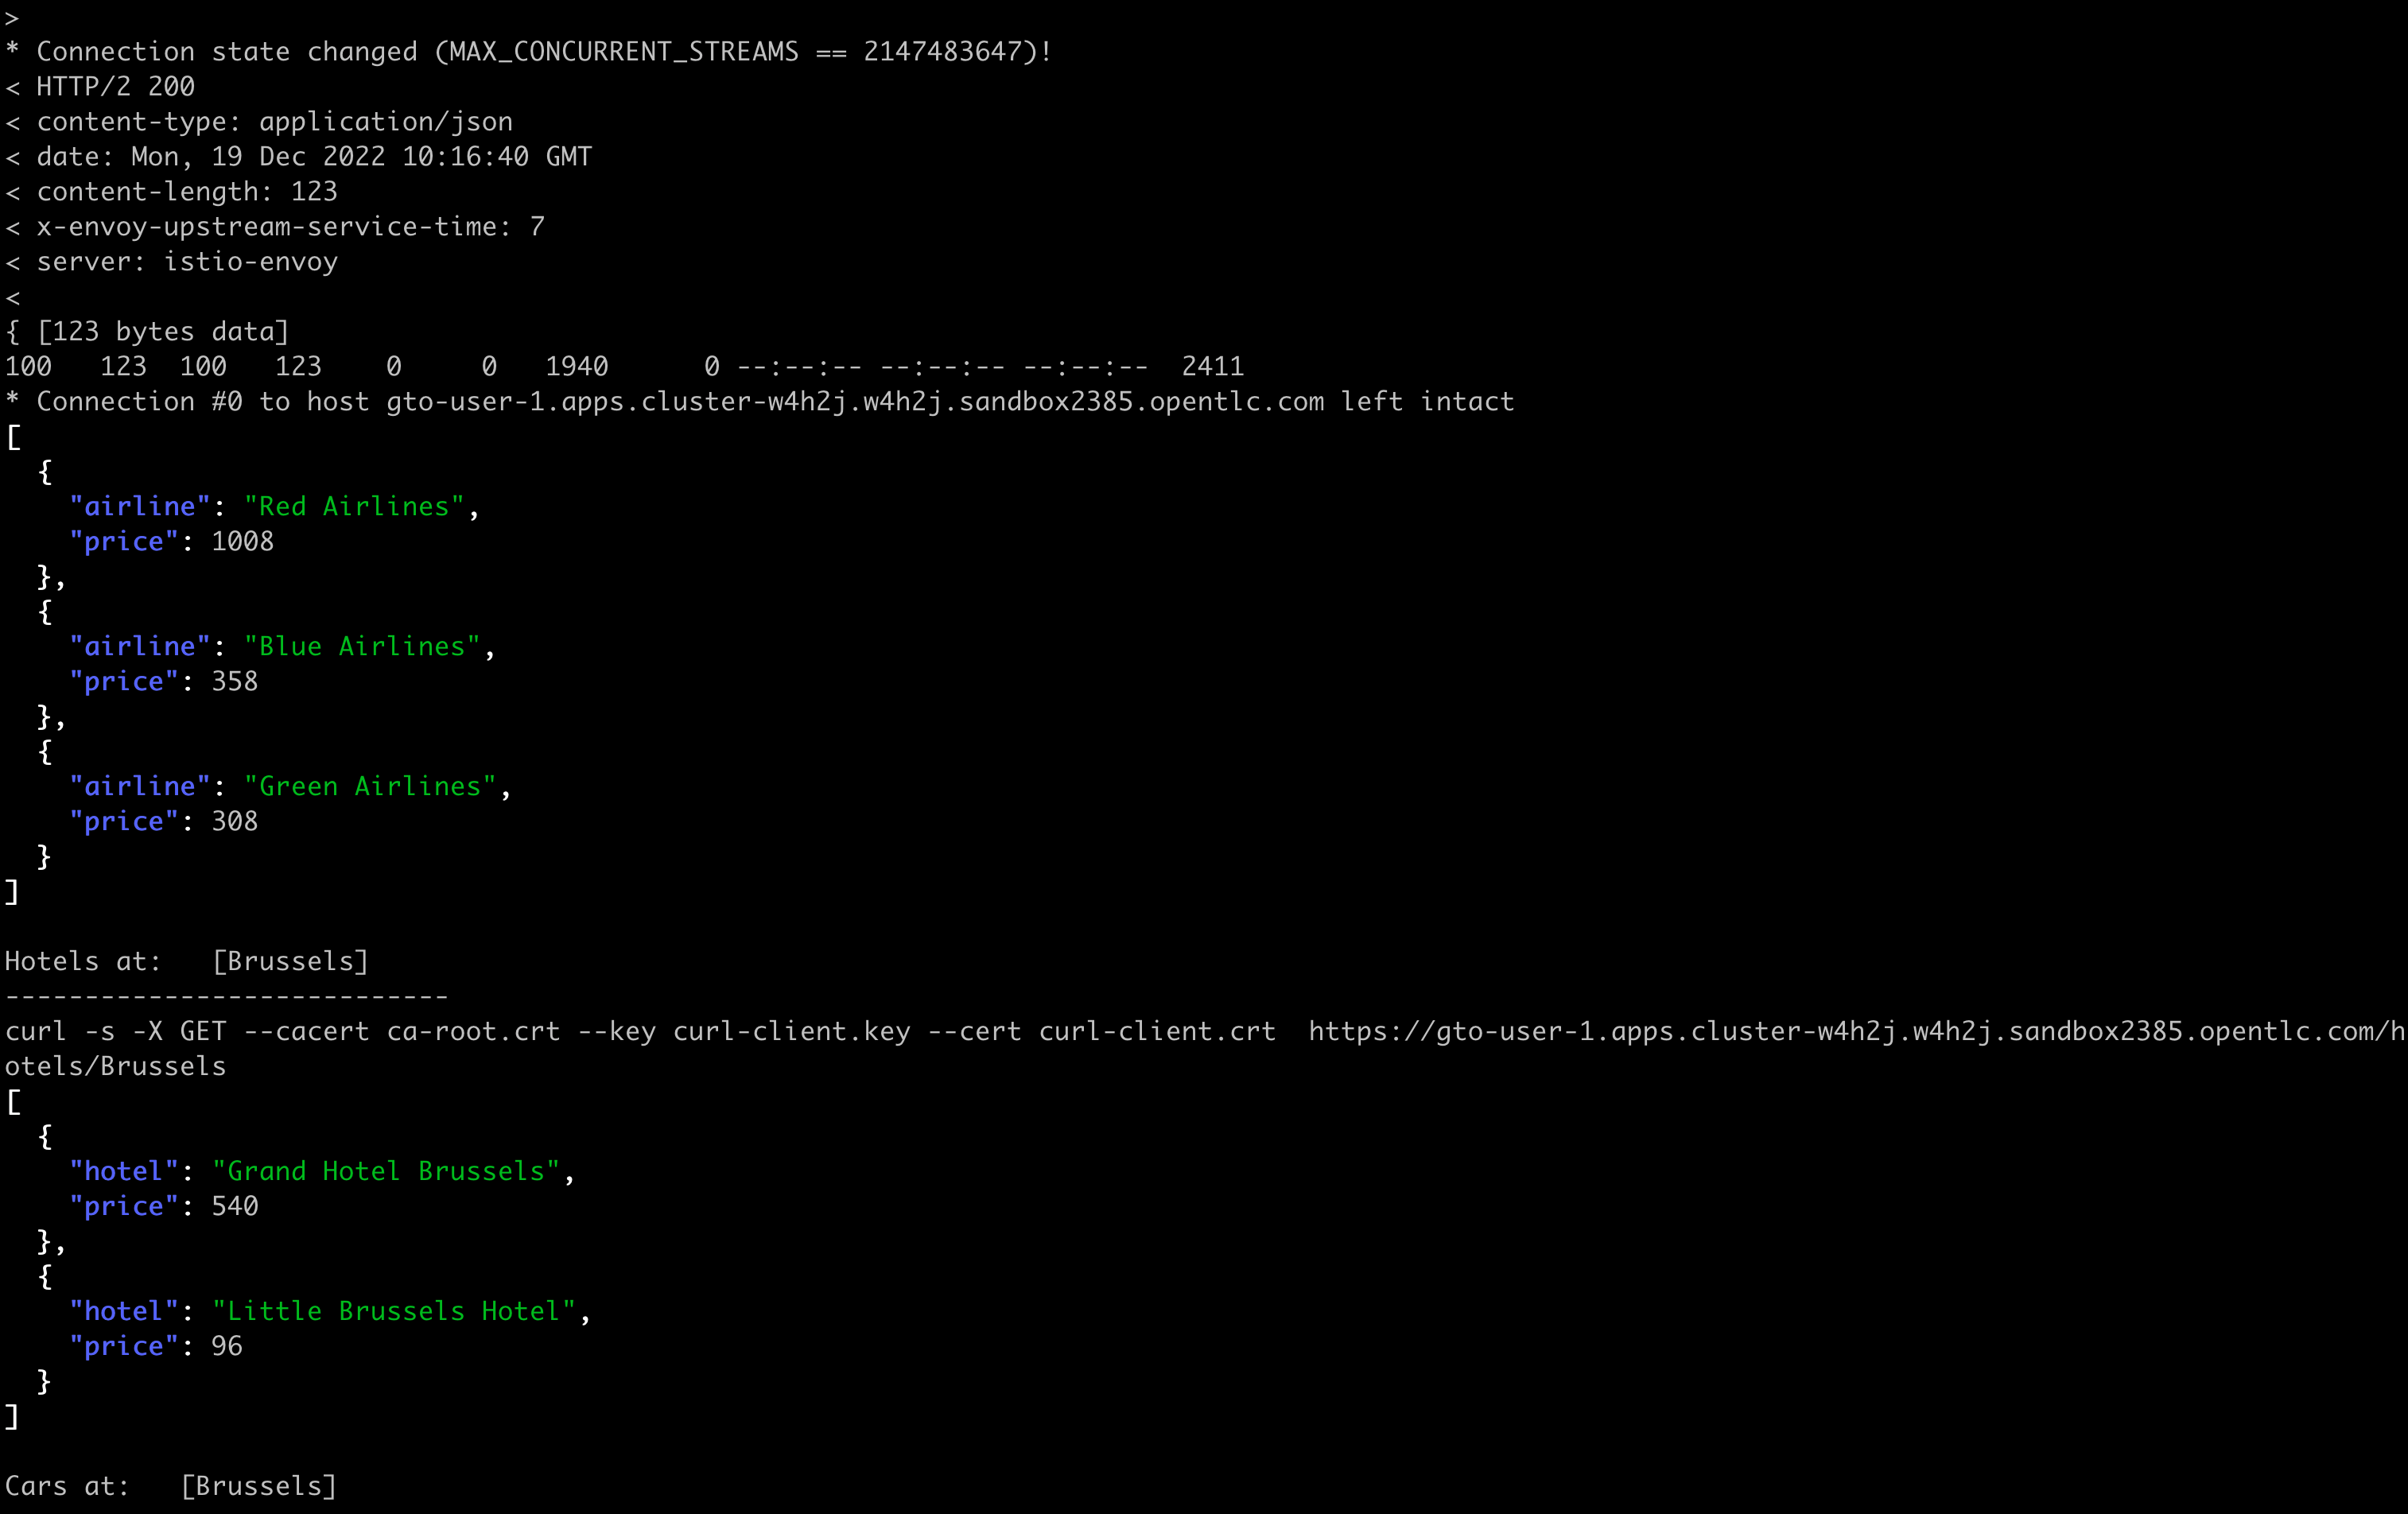 >
* Connection state changed (MAX_CONCURRENT_STREAMS == 2147483647)!
< HTTP/2 200
< content-type: application/json
< date: Mon, 19 Dec 2022 10:16:40 GMT
< content-length: 123
< x-envoy-upstream-service-time: 7
< server: istio-envoy
<
{ [123 bytes data]
100   123  100   123    0     0   1940      0 --:--:-- --:--:-- --:--:--  2411
* Connection #0 to host gto-user-1.apps.cluster-w4h2j.w4h2j.sandbox2385.opentlc.com left intact
[
  {
    "airline": "Red Airlines",
    "price": 1008
  },
  {
    "airline": "Blue Airlines",
    "price": 358
  },
  {
    "airline": "Green Airlines",
    "price": 308
  }
]

Hotels at:   [Brussels]
----------------------------
curl -s -X GET --cacert ca-root.crt --key curl-client.key --cert curl-client.crt  https://gto-user-1.apps.cluster-w4h2j.w4h2j.sandbox2385.opentlc.com/h
otels/Brussels
[
  {
    "hotel": "Grand Hotel Brussels",
    "price": 540
  },
  {
    "hotel": "Little Brussels Hotel",
    "price": 96
  }
]

Cars at:   [Brussels]